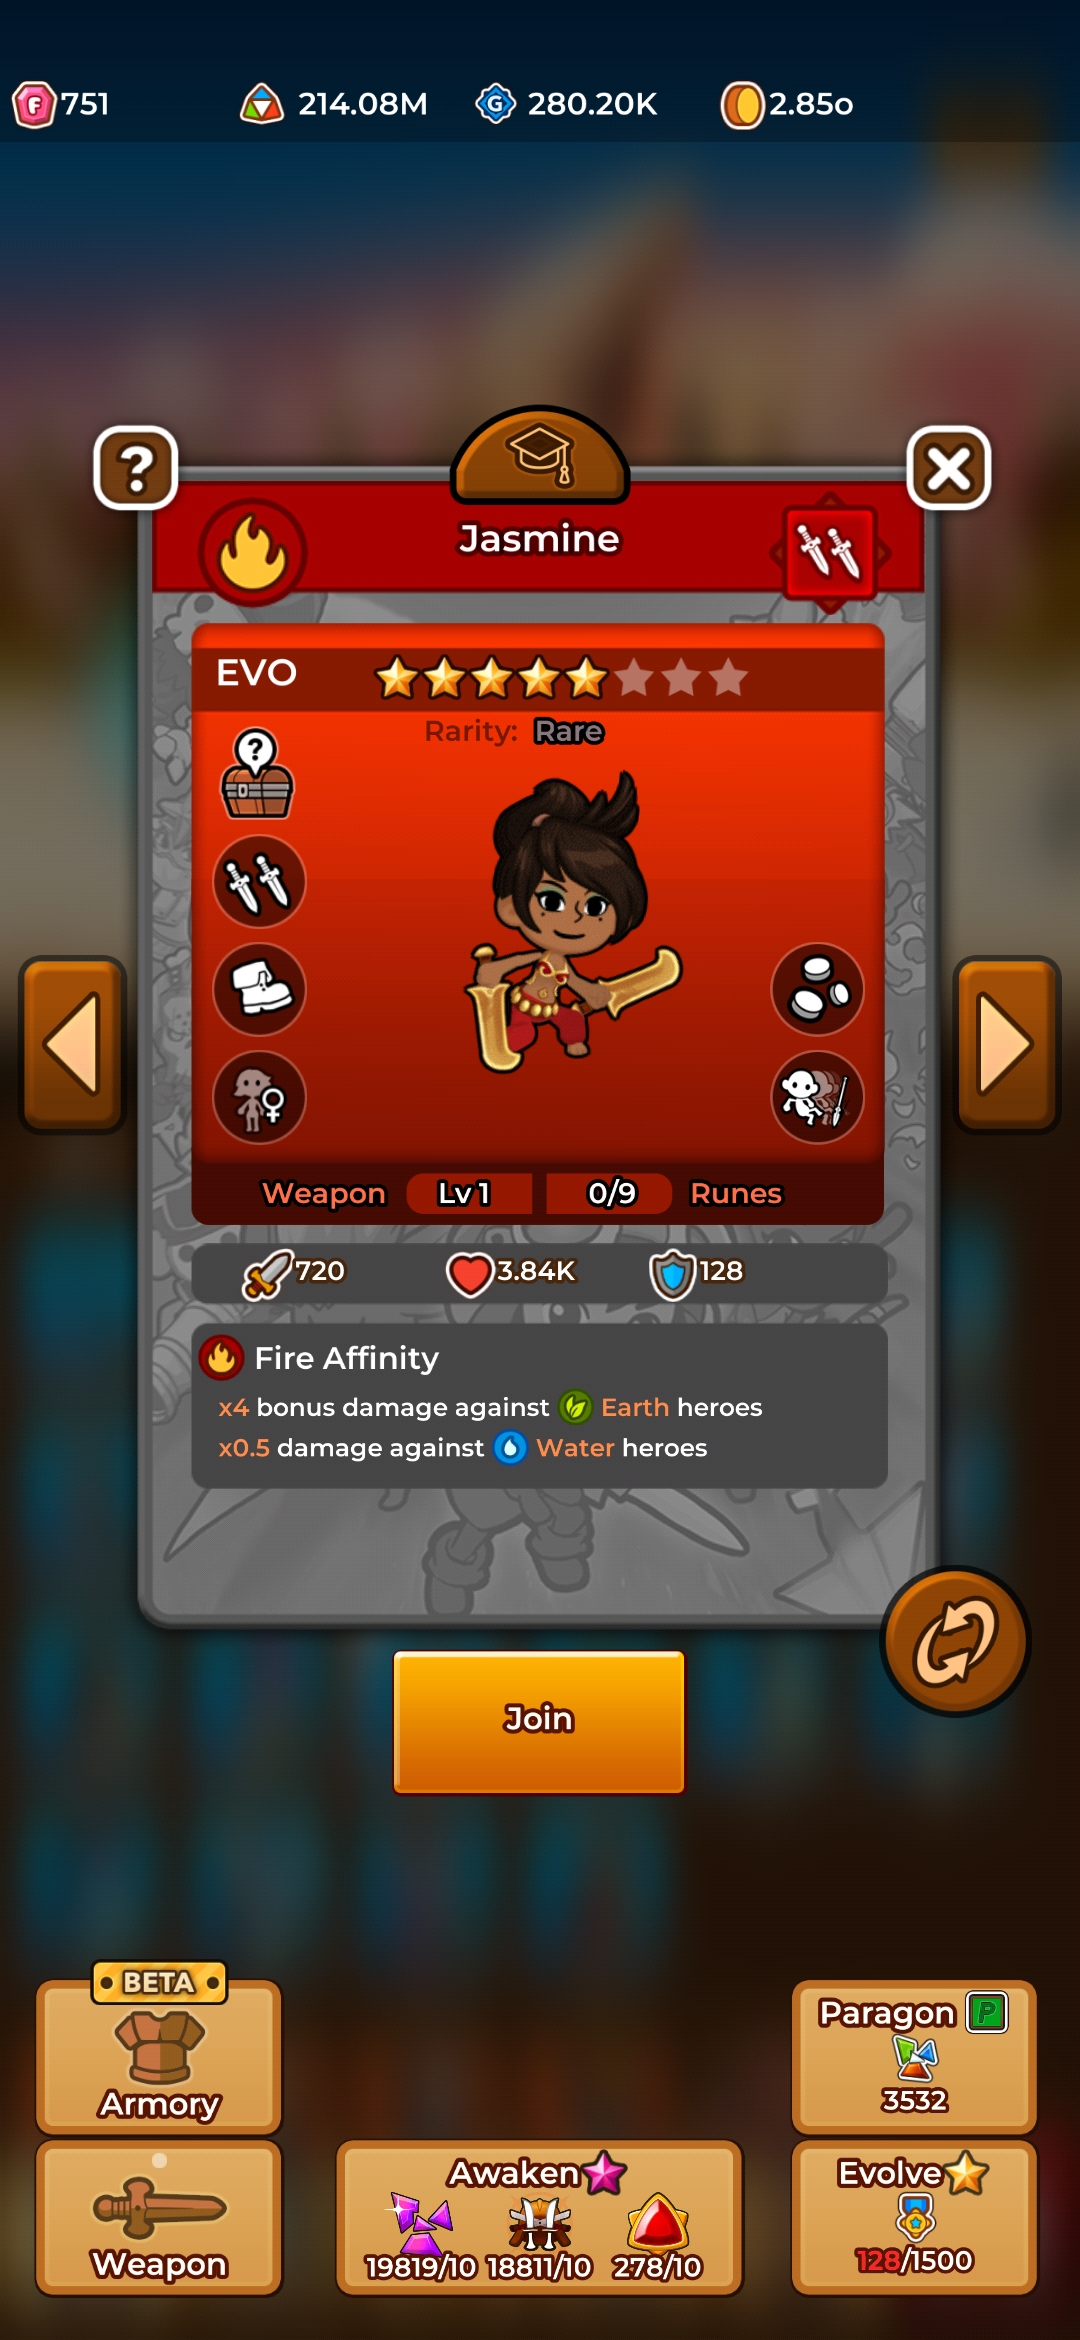 751 214.08M G 280.20K 2.85o
F
?
Jasmine
EVO
Rarity: Rare
?
Weapon Lv 1 0/9 Runes
720 3.84K 128
Fire Affinity
x4 bonus damage against Earth heroes
x0.5 damage against Water heroes
Join
BETA
Armory
Paragon P
3532
Weapon
Awaken
19819/10 18811/10 278/10
Evolve
128/1500